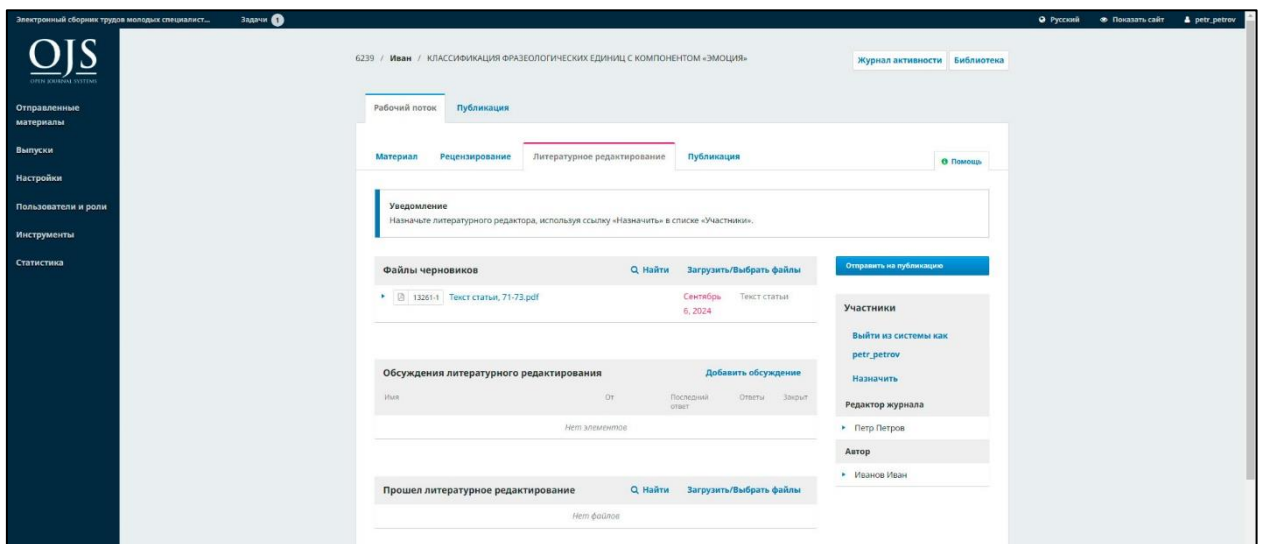 Электронный сборник трудов молодых специалист...
Задачи 1
Русский
Показать сайт
petr_petrov
OJS
OPEN JOURNAL SYSTEMS
Отправленные
материалы
Выпуски
Настройки
Пользователи и роли
Инструменты
Статистика
6239 / Иван / КЛАССИФИКАЦИЯ ФРАЗЕОЛОГИЧЕСКИХ ЕДИНИЦ С КОМПОНЕНТОМ «ЭМОЦИЯ»
Журнал активности
Библиотека
Рабочий поток
Публикация
Материал
Рецензирование
Литературное редактирование
Публикация
Помощь
Уведомление
Назначьте литературного редактора, используя ссылку «Назначить» в списке «Участники».
Файлы черновиков
Найти
Загрузить/Выбрать файлы
13261-1 Текст статьи, 71-73.pdf
Сентябрь
6, 2024
Текст статьи
Обсуждения литературного редактирования
Добавить обсуждение
Имя
От
Последний
ответ
Ответы
Закрыт
Нет элементов
Прошел литературное редактирование
Найти
Загрузить/Выбрать файлы
Нет файлов
Отправить на публикацию
Участники
Выйти из системы как
petr_petrov
Назначить
Редактор журнала
Петр Петров
Автор
Иванов Иван